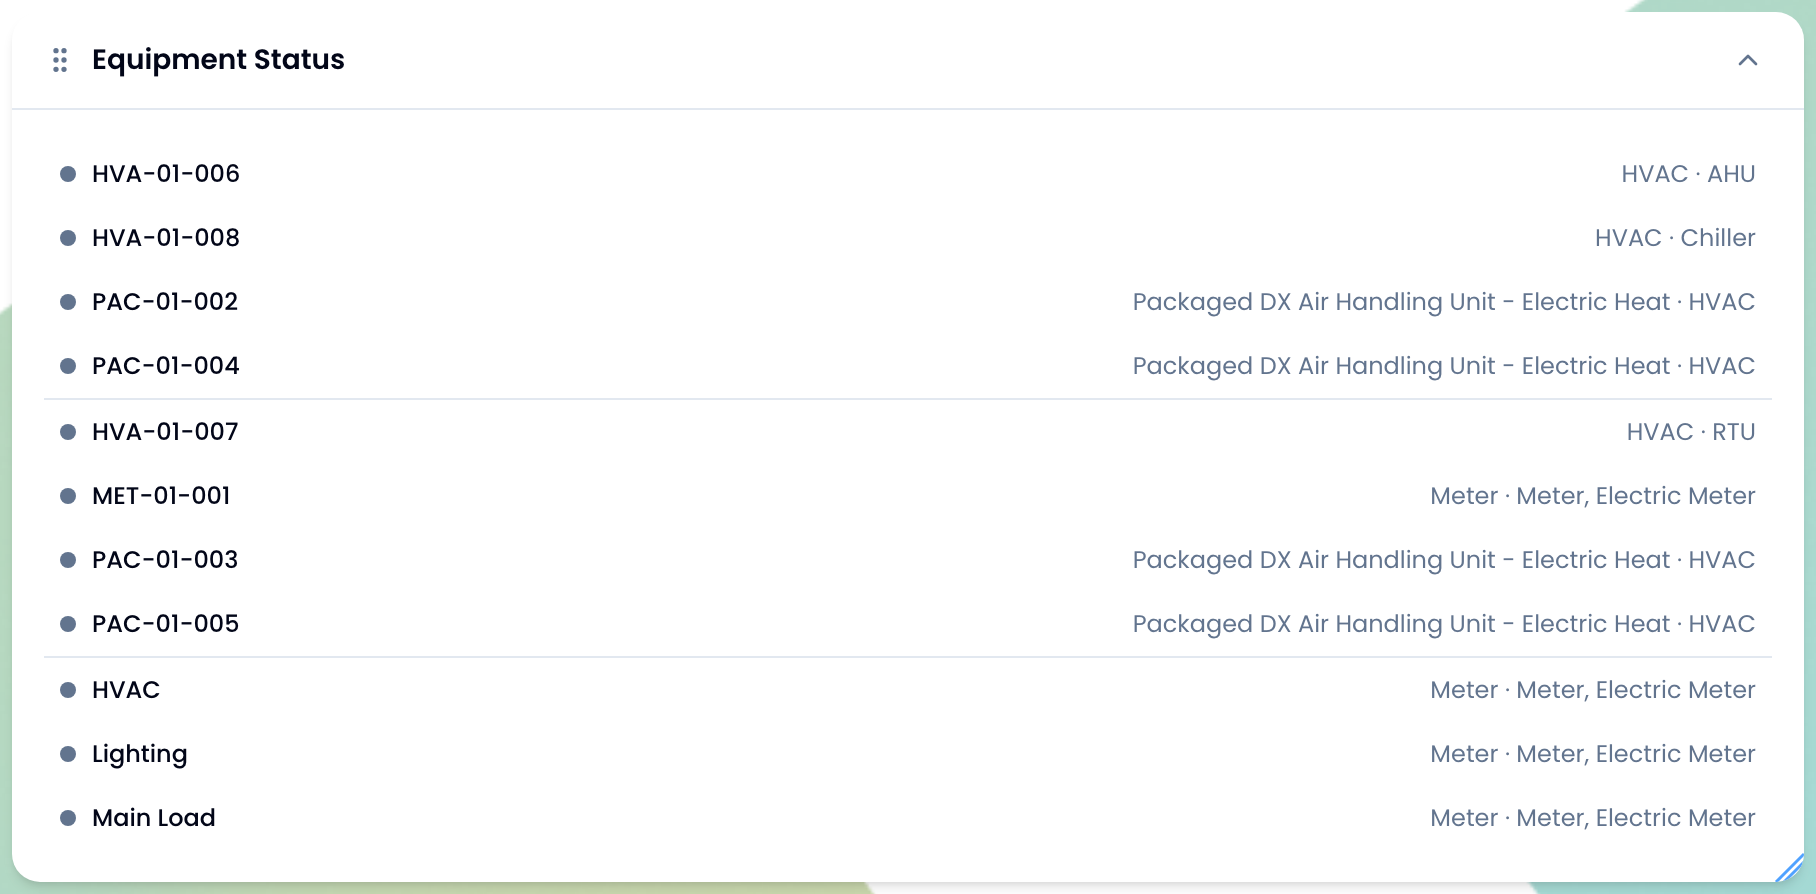 Equipment Status
HVA-01-006 HVAC · AHU
HVA-01-008 HVAC · Chiller
PAC-01-002 Packaged DX Air Handling Unit - Electric Heat · HVAC
PAC-01-004 Packaged DX Air Handling Unit - Electric Heat · HVAC
HVA-01-007 HVAC · RTU
MET-01-001 Meter · Meter, Electric Meter
PAC-01-003 Packaged DX Air Handling Unit - Electric Heat · HVAC
PAC-01-005 Packaged DX Air Handling Unit - Electric Heat · HVAC
HVAC Meter · Meter, Electric Meter
Lighting Meter · Meter, Electric Meter
Main Load Meter · Meter, Electric Meter